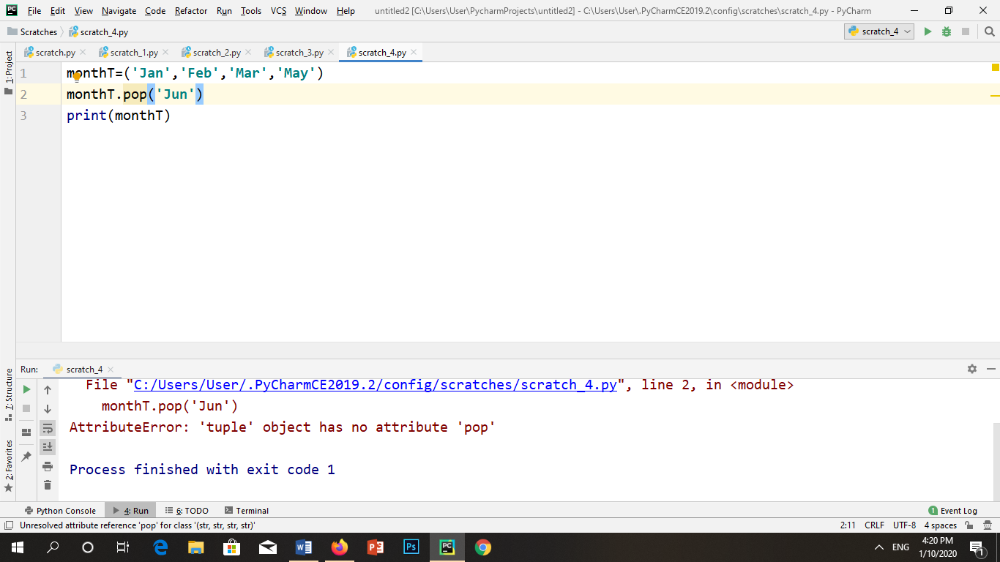 File Edit View Navigate Code Refactor Run Tools VCS Window Help untitled2 [C:\Users\User\PycharmProjects\untitled2] - C:\Users\User\.PyCharmCE2019.2\config\scratches\scratch_4.py - PyCharm
Scratches scratch_4.py scratch_4
scratch.py scratch_1.py scratch_2.py scratch_3.py scratch_4.py
1: Project
1 monthT=('Jan','Feb','Mar','May')
2 monthT.pop('Jun')
3 print(monthT)
Run: scratch_4
7: Structure
2: Favorites
File "C:/Users/User/.PyCharmCE2019.2/config/scratches/scratch_4.py", line 2, in <module>
monthT.pop('Jun')
AttributeError: 'tuple' object has no attribute 'pop'
Process finished with exit code 1
Python Console 4: Run 6: TODO Terminal 1 Event Log
Unresolved attribute reference 'pop' for class '(str, str, str, str)' 2:11 CRLF UTF-8 4 spaces
ENG 4:20 PM
1/10/2020 1